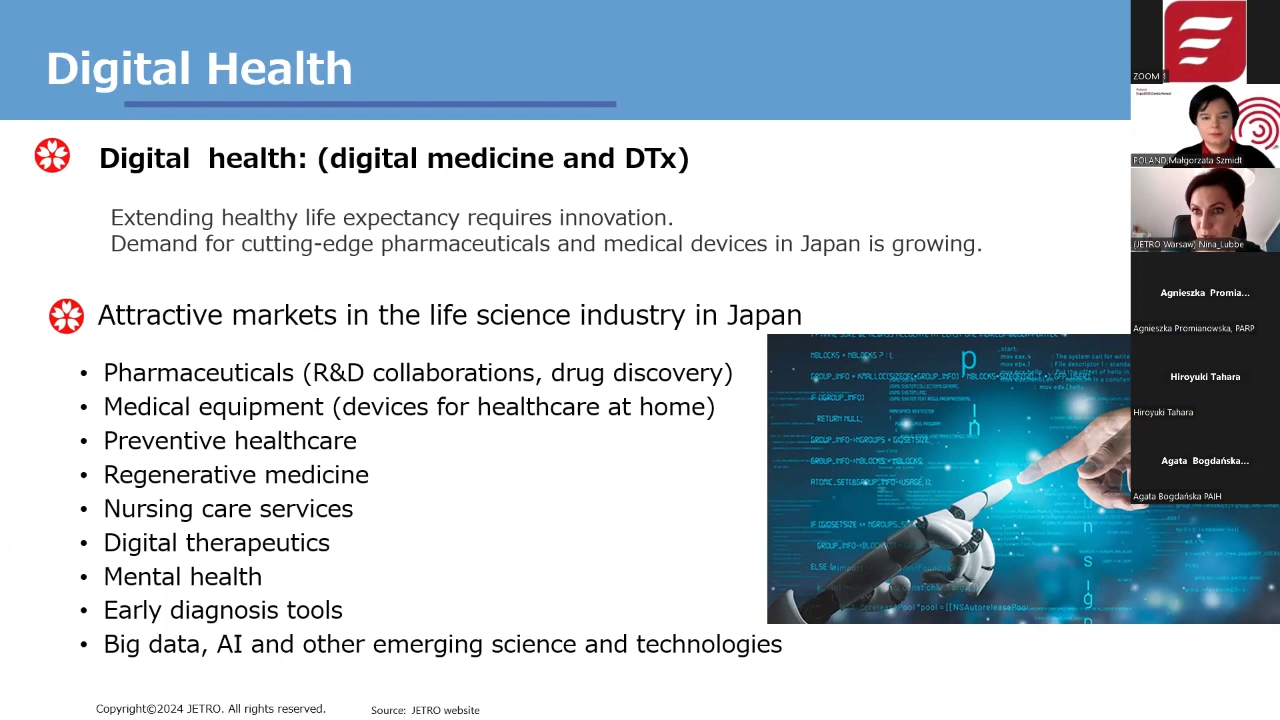 Digital Health
Digital health: (digital medicine and DTx)
Extending healthy life expectancy requires innovation.
Demand for cutting-edge pharmaceuticals and medical devices in Japan is growing.
Attractive markets in the life science industry in Japan
• Pharmaceuticals (R&D collaborations, drug discovery)
• Medical equipment (devices for healthcare at home)
• Preventive healthcare
• Regenerative medicine
• Nursing care services
• Digital therapeutics
• Mental health
• Early diagnosis tools
• Big data, AI and other emerging science and technologies
Copyright©2024 JETRO. All rights reserved.
Source: JETRO website
ZOOM 1
POLAND Małgorzata Szmidt
(JETRO Warsaw) Nina_Lubbe
Agnieszka Promia...
Agnieszka Promianowska, PARP
Hiroyuki Tahara
Hiroyuki Tahara
Agata Bogdańska...
Agata Bogdańska PAIH
RETURN NULL;